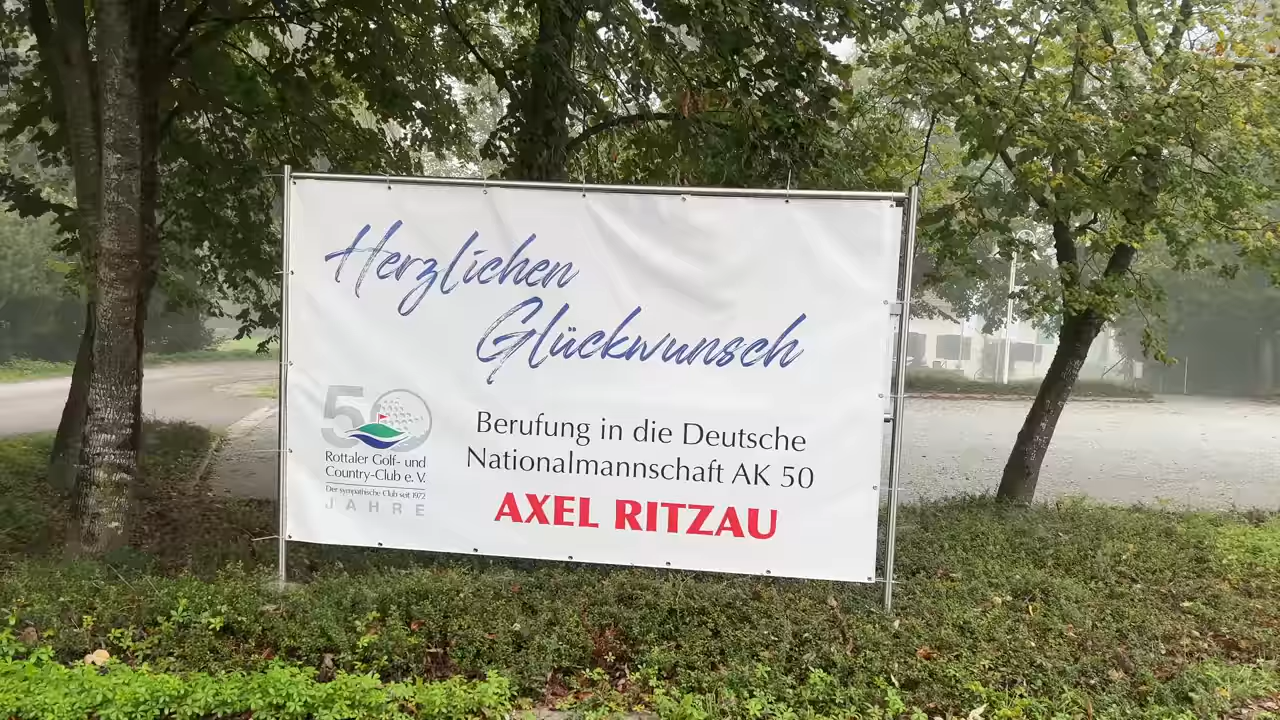 Herzlichen
Glückwunsch
50
Rottaler Golf- und
Country-Club e. V.
Der sympathische Club seit 1972
JAHRE
Berufung in die Deutsche
Nationalmannschaft AK 50
AXEL RITZAU